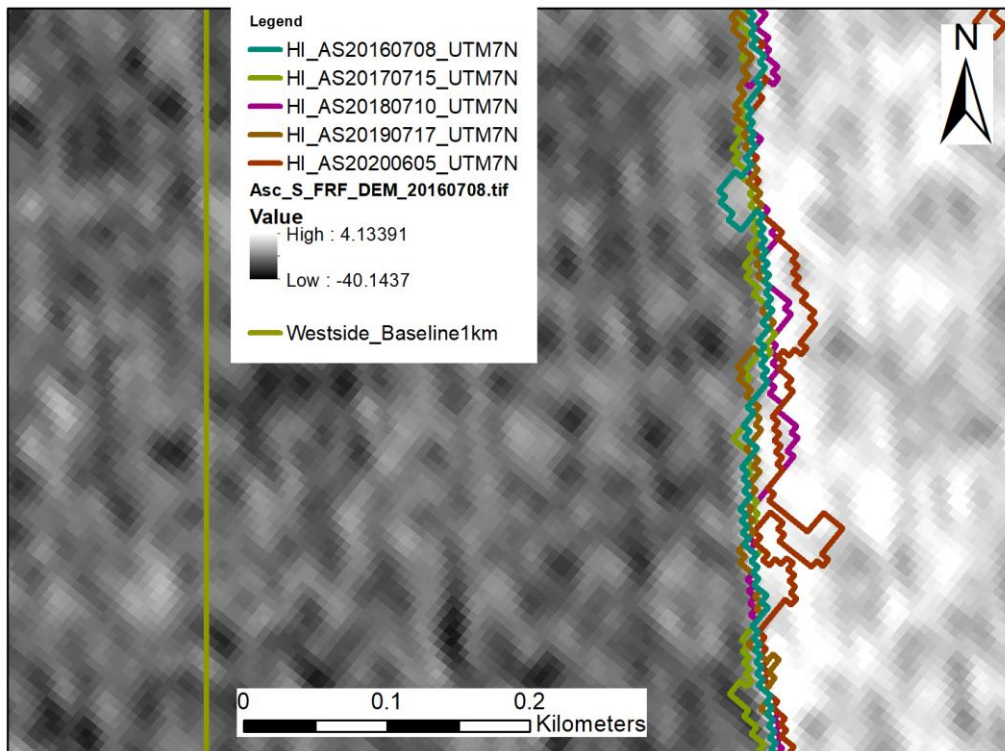 Legend
HI_AS20160708_UTM7N
HI_AS20170715_UTM7N
HI_AS20180710_UTM7N
HI_AS20190717_UTM7N
HI_AS20200605_UTM7N
Asc_S_FRF_DEM_20160708.tif
Value
High : 4.13391
Low : -40.1437
Westside_Baseline1km
N
0 0.1 0.2
Kilometers